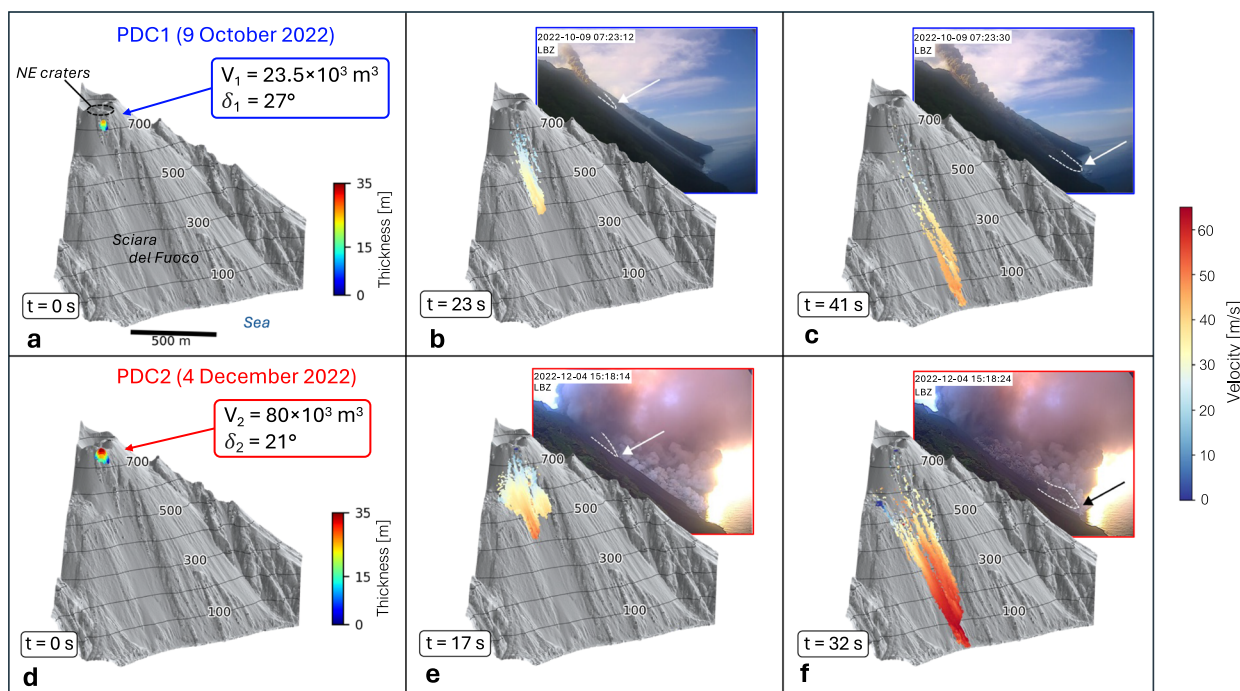 PDC1 (9 October 2022)
NE craters
V₁ = 23.5×10³ m³
δ₁ = 27°
700
500
300
100
Sciara
del Fuoco
35
15
0
Thickness [m]
t = 0 s
Sea
500 m
a
2022-10-09 07:23:12
LBZ
700
500
300
100
t = 23 s
b
2022-10-09 07:23:30
LBZ
700
500
300
100
t = 41 s
c
PDC2 (4 December 2022)
V₂ = 80×10³ m³
δ₂ = 21°
700
500
300
100
35
15
0
Thickness [m]
t = 0 s
d
2022-12-04 15:18:14
LBZ
700
500
300
100
t = 17 s
e
2022-12-04 15:18:24
LBZ
700
500
300
100
t = 32 s
f
60
50
40
30
20
10
0
Velocity [m/s]